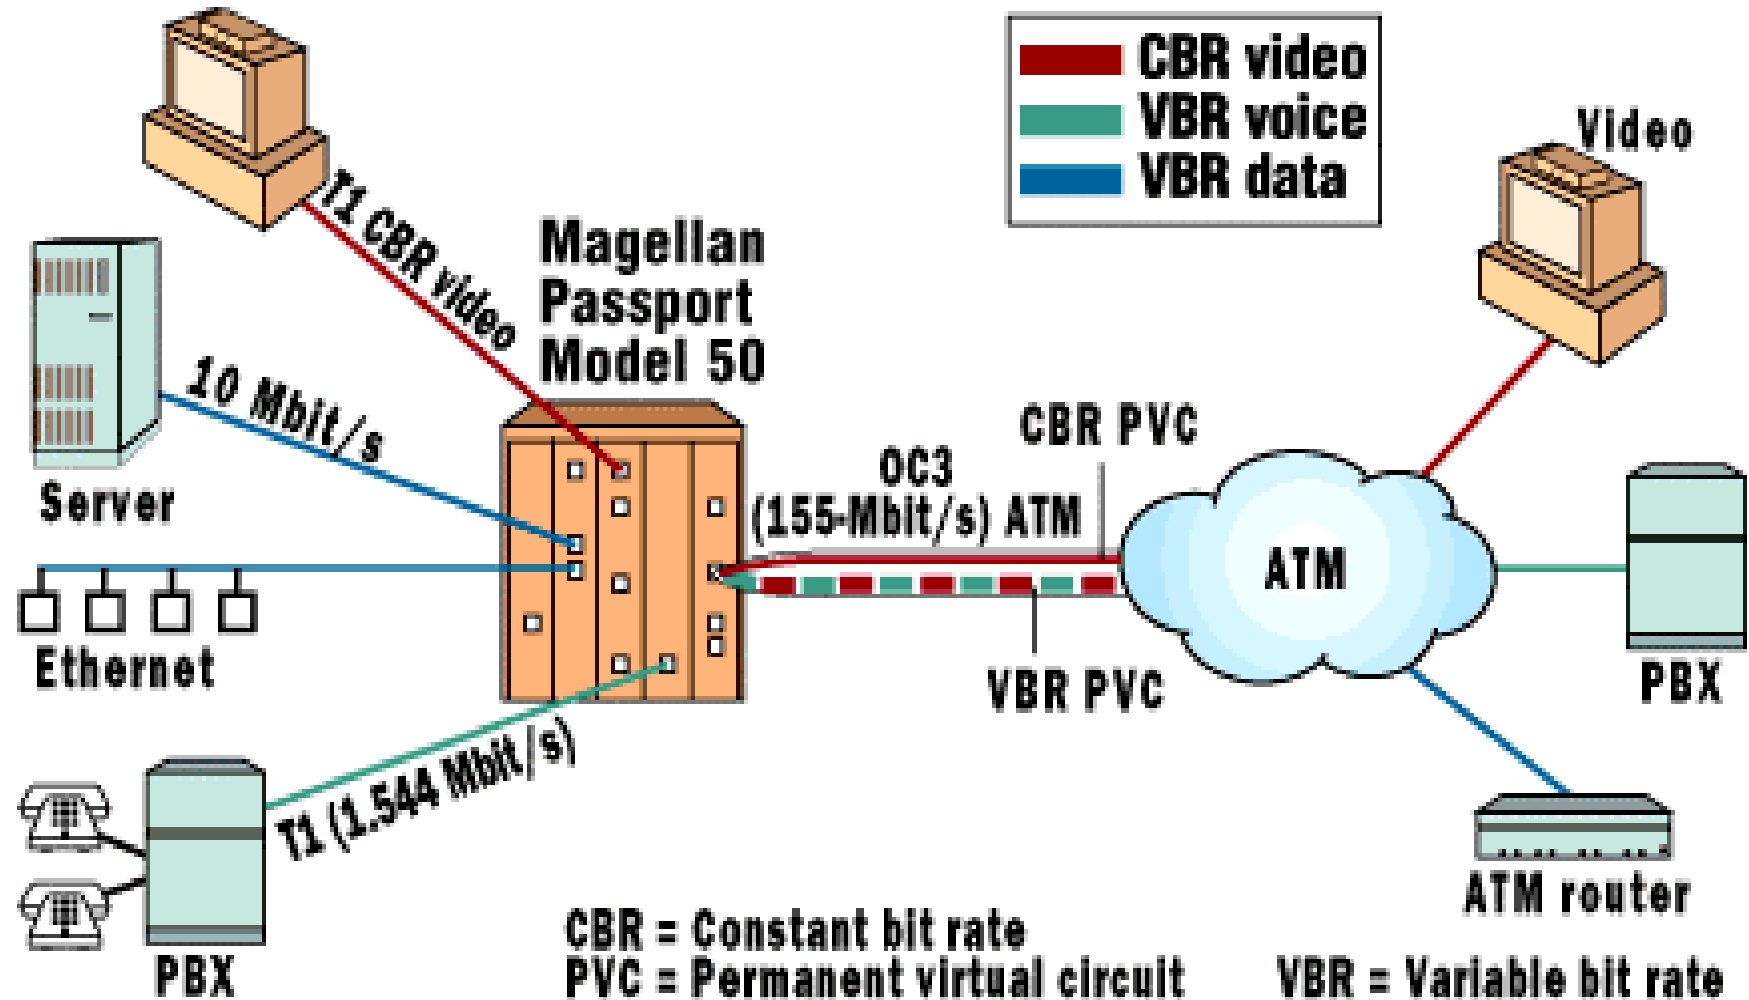 CBR video
VBR voice
VBR data
Video
T1 CBR video
Magellan
Passport
Model 50
10 Mbit/s
Server
CBR PVC
OC3
(155-Mbit/s) ATM
ATM
Ethernet
VBR PVC
PBX
T1 (1.544 Mbit/s)
ATM router
PBX
CBR = Constant bit rate
PVC = Permanent virtual circuit
VBR = Variable bit rate